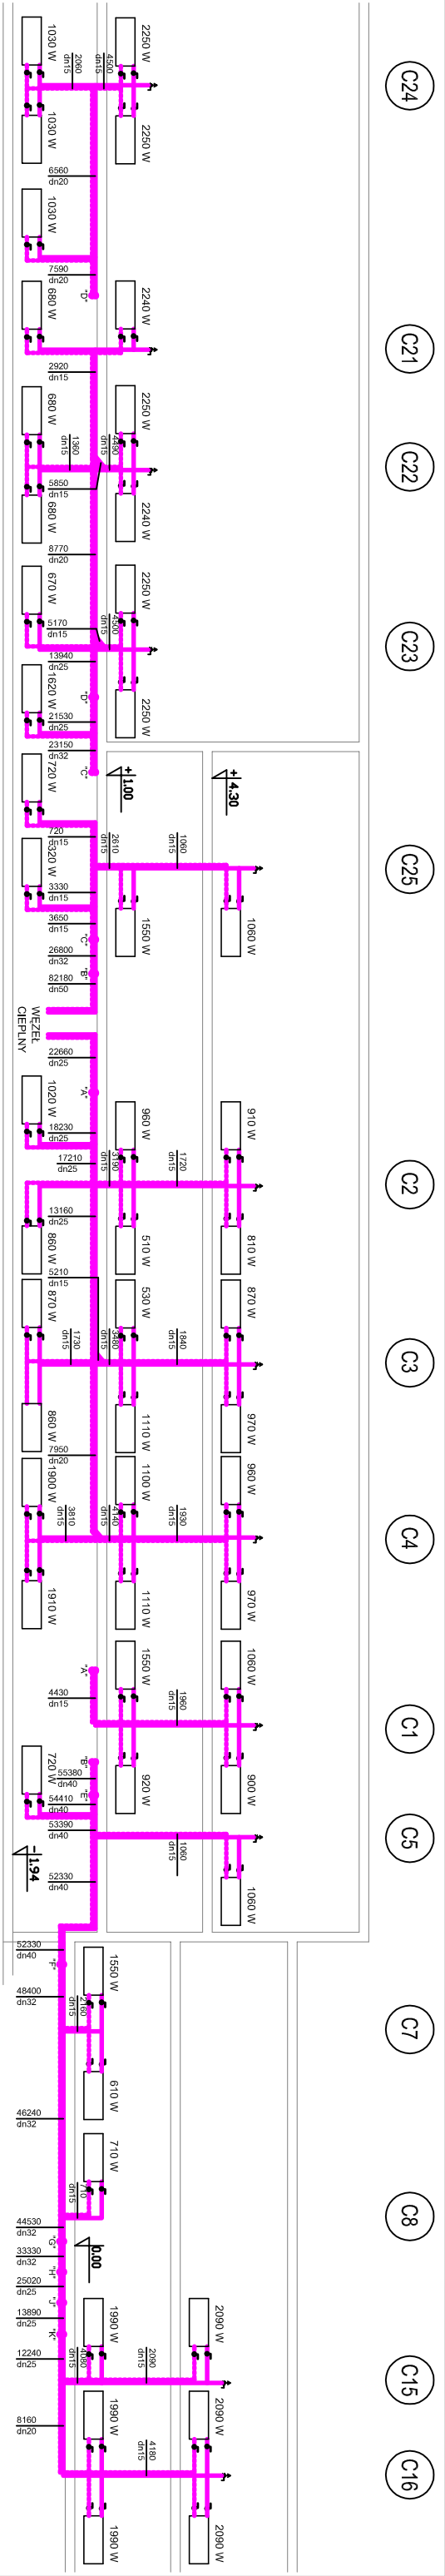 C24
C21
C22
C23
C25
C2
C3
C4
C1
C5
C7
C8
C15
C16
2250 W
2250 W
4500
dn15
1030 W
2060
dn15
1030 W
6560
dn20
1030 W
7590
dn20
"D"
2240 W
680 W
2920
dn15
2250 W
2240 W
4490
dn15
680 W
1360
dn15
680 W
5850
dn15
8770
dn20
2250 W
2250 W
4500
dn15
670 W
5170
dn15
13940
dn25
1620 W
"D"
21530
dn25
23150
dn32
"C"
+1.00
+4.30
720 W
720
dn15
2610
dn15
1060
dn15
1550 W
1060 W
320 W
3330
dn15
3650
dn15
"C"
26800
dn32
"B"
82180
dn50
WĘZEŁ
CIEPLNY
22660
dn25
"A"
1020 W
18230
dn25
17210
dn25
960 W
910 W
3190
dn15
1720
dn15
510 W
810 W
13160
dn25
860 W
5210
dn15
870 W
530 W
870 W
1730
dn15
3480
dn15
1840
dn15
860 W
1110 W
970 W
7950
dn20
1900 W
1100 W
960 W
3810
dn15
4140
dn15
1930
dn15
1910 W
1110 W
970 W
"A"
4430
dn15
1550 W
1060 W
1960
dn15
920 W
900 W
"B"
55380
dn40
"E"
54410
dn40
720 W
53390
dn40
1060
dn15
1060 W
-1.94
52330
dn40
52330
dn40
"F"
48400
dn32
1550 W
2160
dn15
610 W
46240
dn32
710 W
710
dn15
44530
dn32
"G"
0.00
33330
dn32
"H"
25020
dn25
"J"
13890
dn25
"K"
12240
dn25
1990 W
2090 W
4080
dn15
2090
dn15
8160
dn20
1990 W
2090 W
4180
dn15
1990 W
2090 W